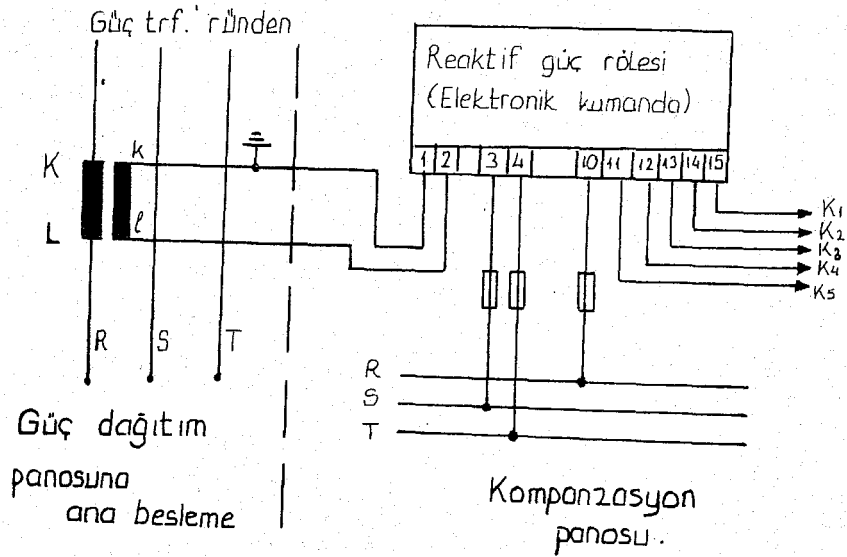 Güç trf.'ründen
Reaktif güç rölesi
(Elektronik kumanda)
1 2 3 4 10 11 12 13 14 15
K k
L l
R S T
K1
K2
K3
K4
K5
R
S
T
Güç dağıtım
panosuna
ana besleme
Kompanzasyon
panosu.